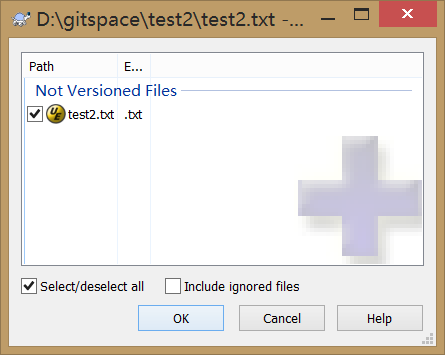 D:\gitspace\test2\test2.txt -...
Path E...
Not Versioned Files
UE test2.txt .txt
Select/deselect all Include ignored files
OK Cancel Help